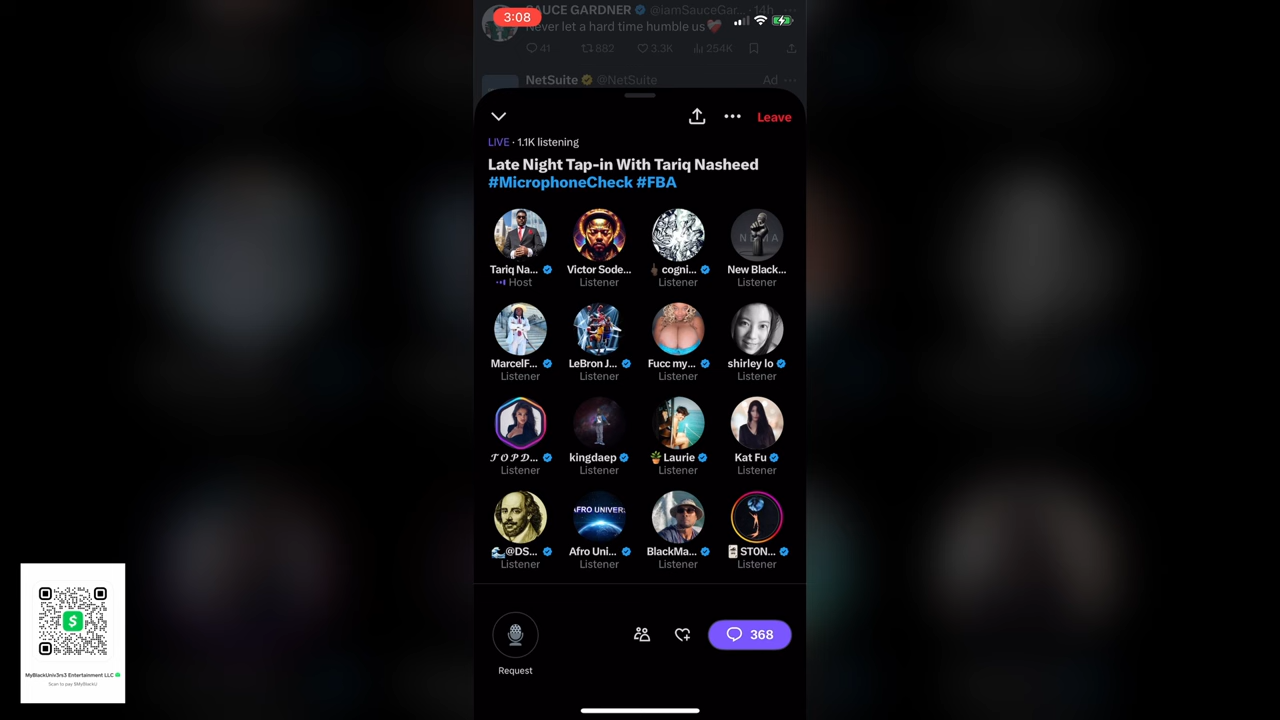 3:08
SAUCE GARDNER @iamSauceGar... · 14h
Never let a hard time humble us
41 882 3.3K 254K
NetSuite @NetSuite Ad
Leave
LIVE · 1.1K listening
Late Night Tap-in With Tariq Nasheed
#MicrophoneCheck #FBA
Tariq Na... Victor Sode... cogni... New Black...
Host Listener Listener Listener
MarcelF... LeBron J... Fucc my... shirley lo
Listener Listener Listener Listener
𝓣𝓞𝓟𝓓... kingdaep Laurie Kat Fu
Listener Listener Listener Listener
AFRO UNIVER
@DS... Afro Uni... BlackMa... ST0N...
Listener Listener Listener Listener
368
Request
MyBlackUniv3rs3 Entertainment LLC